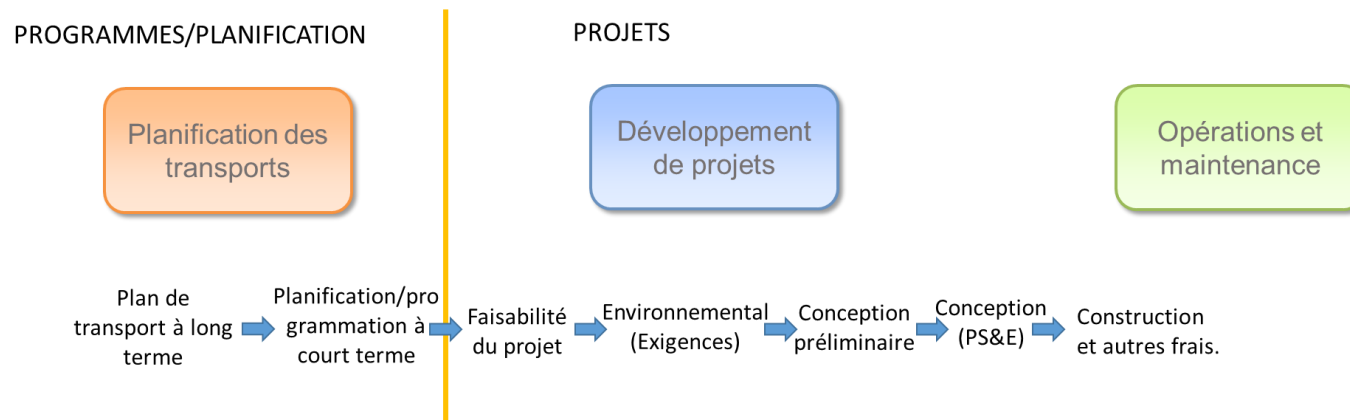 PROGRAMMES/PLANIFICATION
PROJETS
Planification des
transports
Développement
de projets
Opérations et
maintenance
Plan de
transport à long
terme
Planification/pro
grammation à
court terme
Faisabilité
du projet
Environnemental
(Exigences)
Conception
préliminaire
Conception
(PS&E)
Construction
et autres frais.